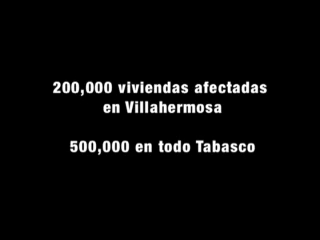 200,000 viviendas afectadas
en Villahermosa
500,000 en todo Tabasco